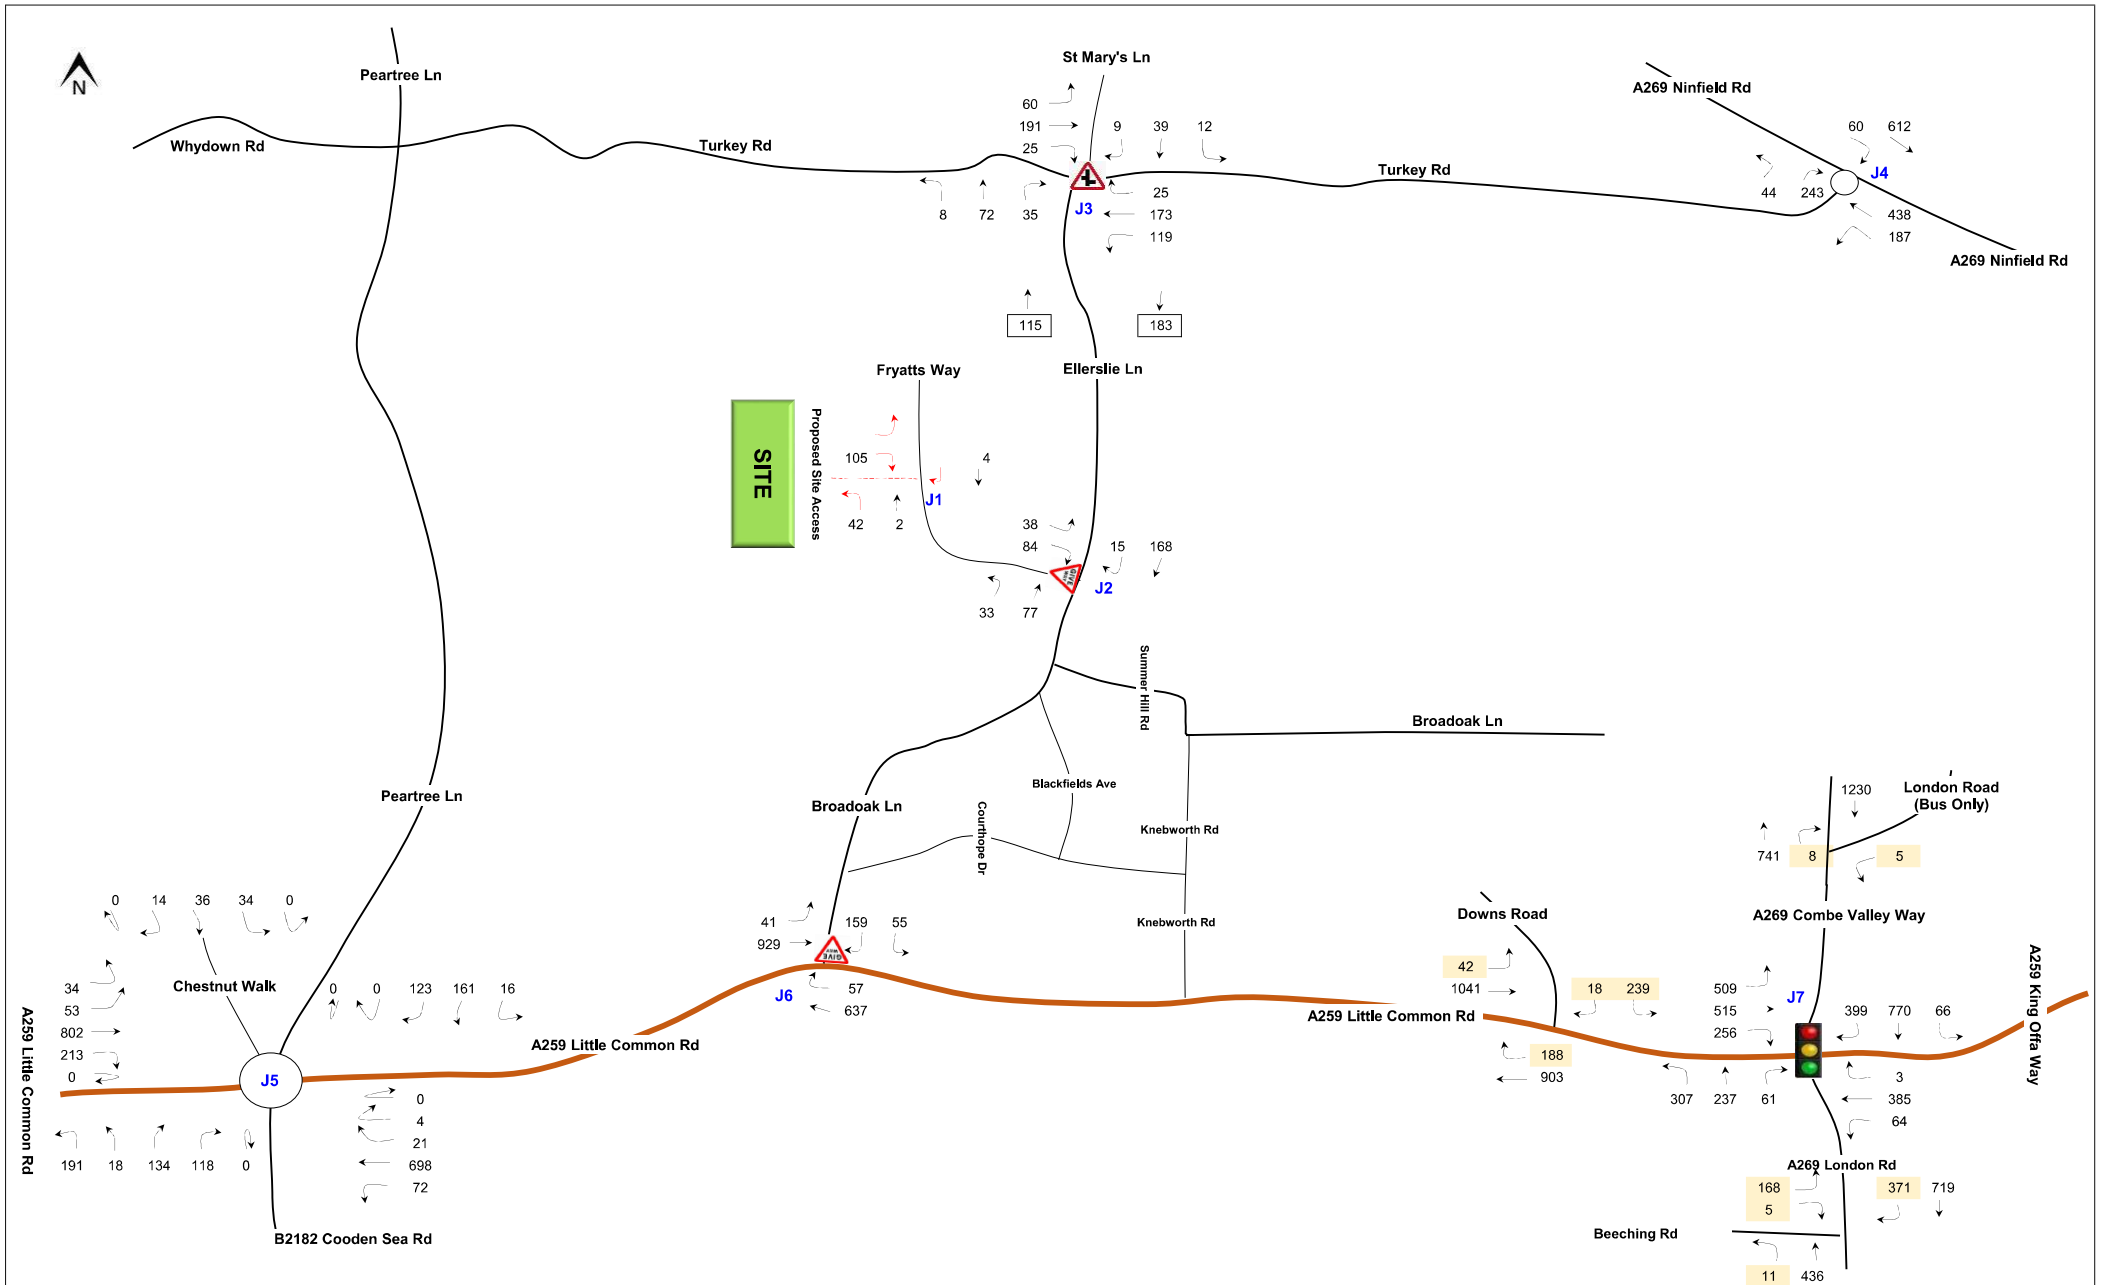 St Mary's Ln
Peartree Ln
N
A269 Ninfield Rd
60
191 9 39 12
60 612
25
Whydown Rd
Turkey Rd
Turkey Rd
J4
44 243
25
8 72 35
J3
173
438
119
187
A269 Ninfield Rd
115
183
Fryatts Way
Ellerslie Ln
SITE
Proposed Site Access
105
4
J1
42 2
38
84
15 168
J2
33 77
Summer Hill Rd
Broadoak Ln
Blackfields Ave
Peartree Ln
Broadoak Ln
Courthope Dr
Knebworth Rd
1230
London Road
(Bus Only)
741 8 5
0 14 36 34 0
41
929
159 55
Knebworth Rd
Downs Road
A269 Combe Valley Way
A259 King Offa Way
42
1041
18 239
34
53
802
213
0
Chestnut Walk
0 0 123 161 16
J6
57
637
509
515
256
J7
399 770 66
A259 Little Common Rd
A259 Little Common Rd
A259 Little Common Rd
188
903
J5
0
4
21
698
72
307 237 61
3
385
64
191 18 134 118 0
A269 London Rd
168
5
371 719
Beeching Rd
B2182 Cooden Sea Rd
11 436